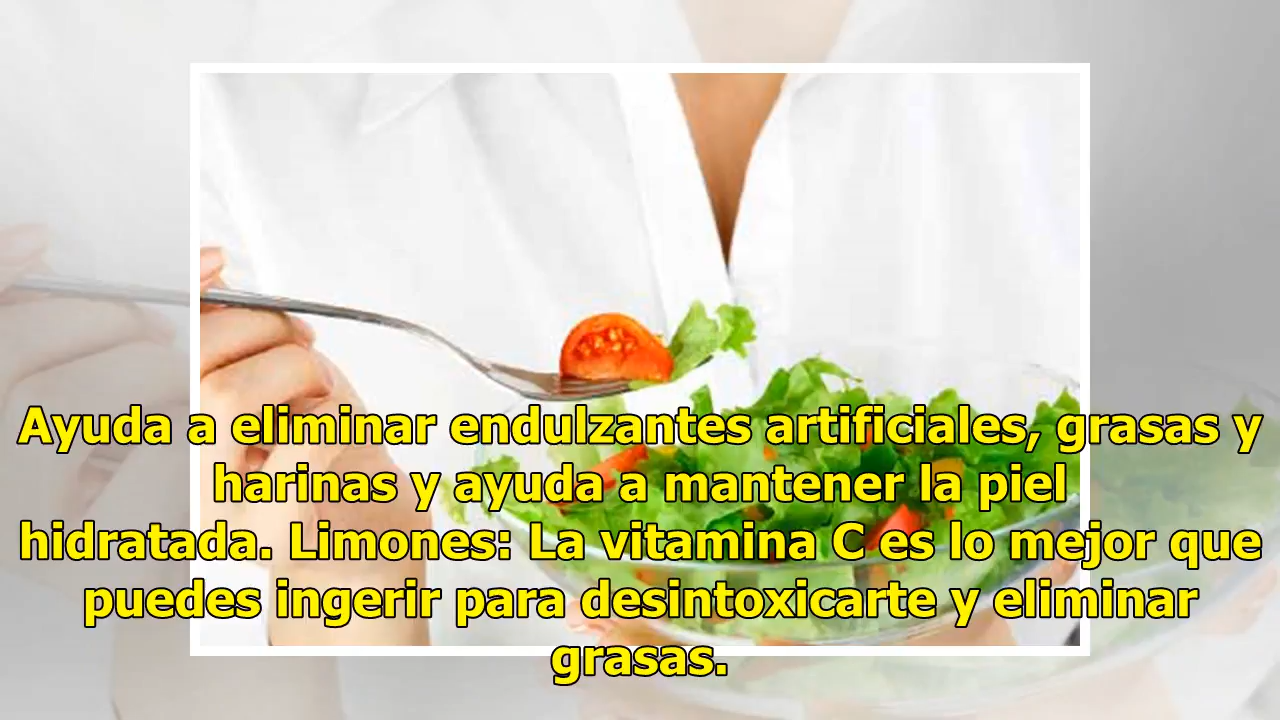 Ayuda a eliminar endulzantes artificiales, grasas y
harinas y ayuda a mantener la piel
hidratada. Limones: La vitamina C es lo mejor que
puedes ingerir para desintoxicarte y eliminar
grasas.